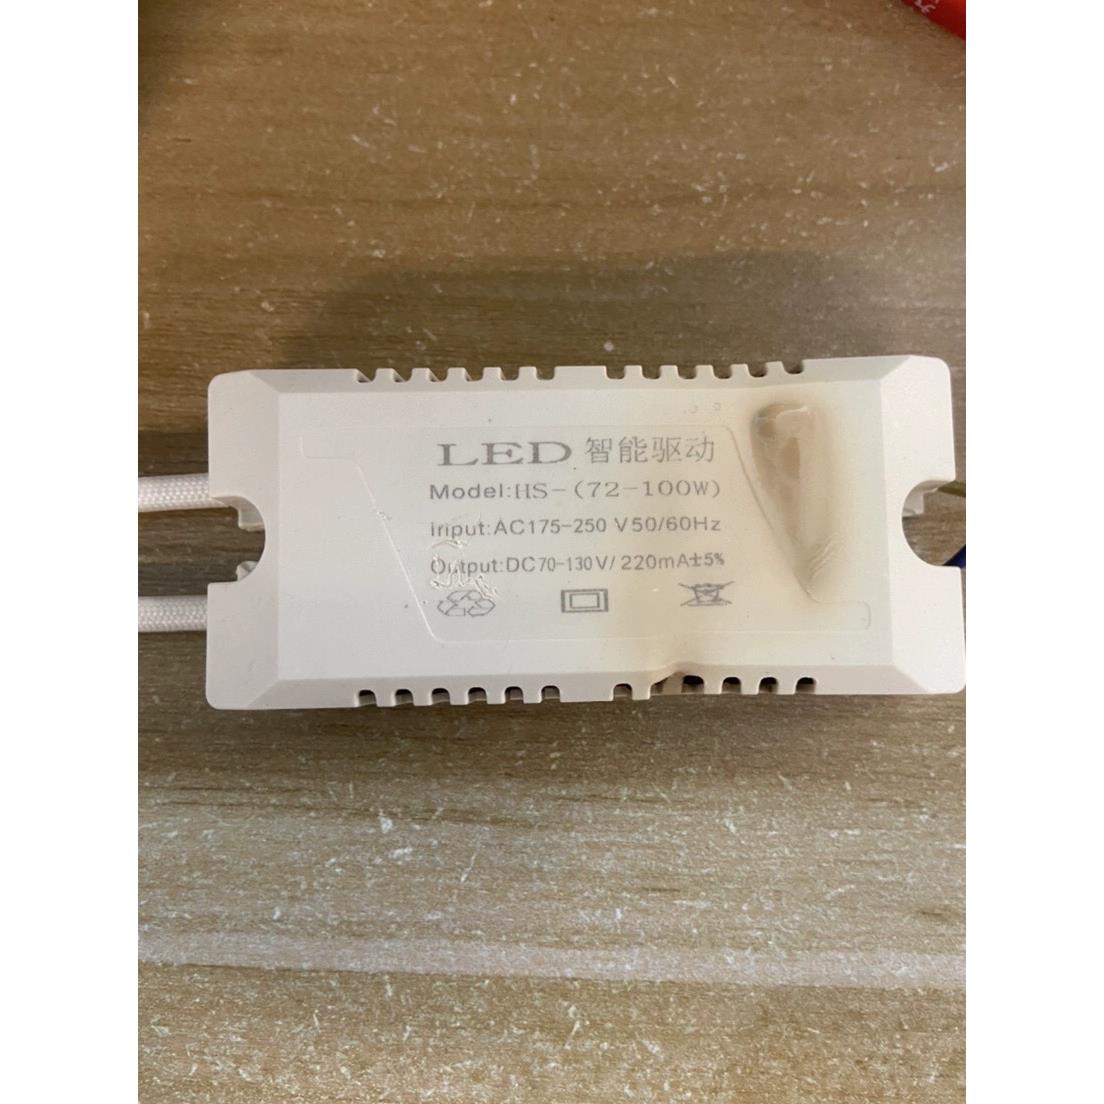 LED 智能驱动
Model:HS-(72-100W)
Input:AC175-250 V50/60Hz
Output:DC70-130V/220mA±5%